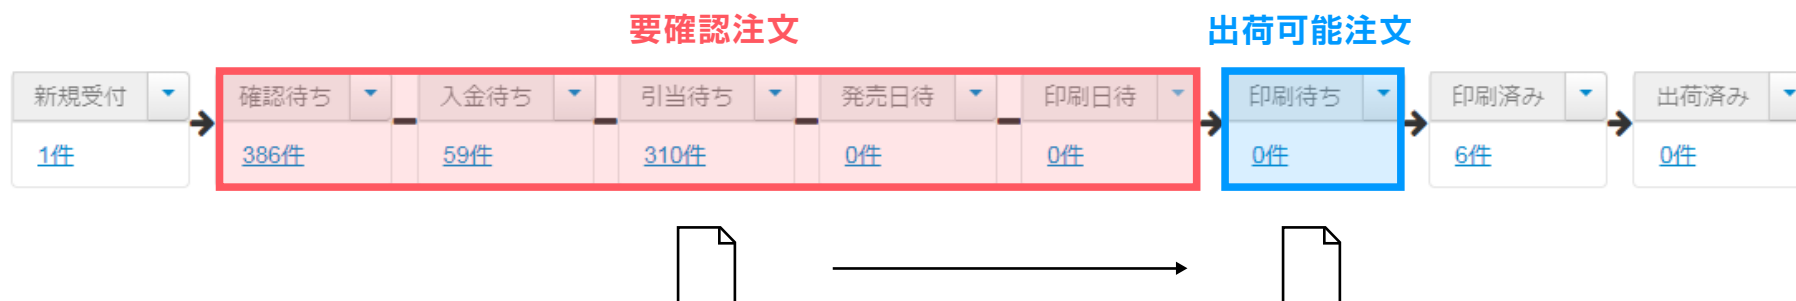 要確認注文 出荷可能注文
新規受付 確認待ち 入金待ち 引当待ち 発売日待 印刷日待 印刷待ち 印刷済み 出荷済み
1件 386件 59件 310件 0件 0件 0件 6件 0件